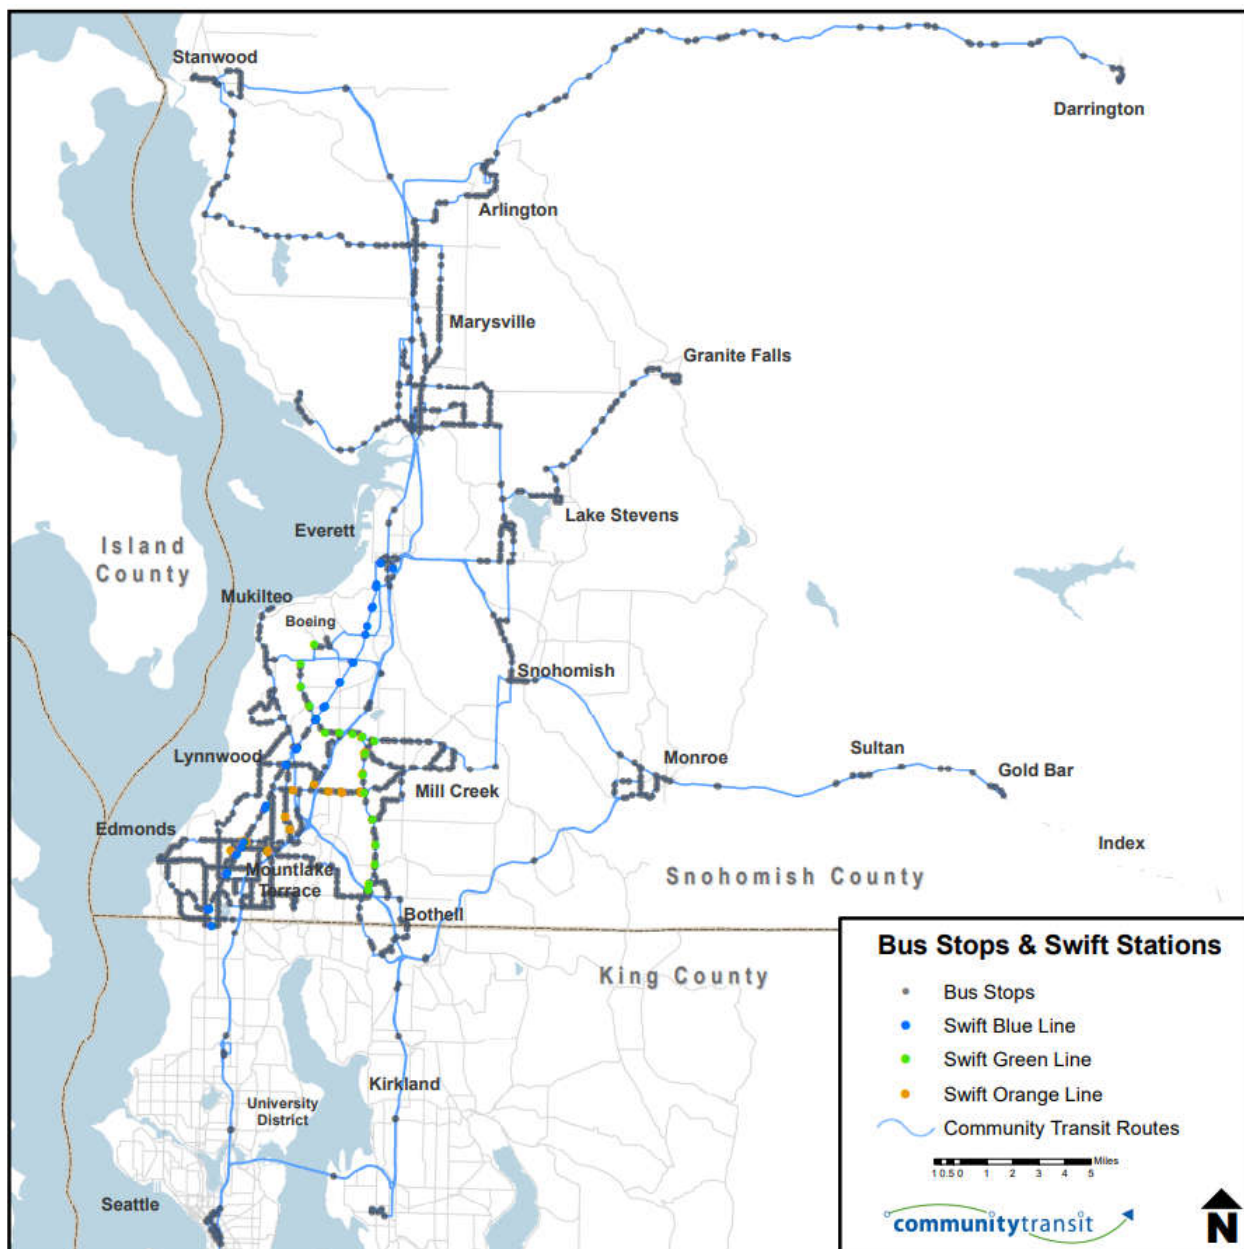 Stanwood
Darrington
Arlington
Marysville
Granite Falls
Lake Stevens
Everett
Island
County
Mukilteo
Boeing
Snohomish
Lynnwood
Monroe
Sultan
Gold Bar
Mill Creek
Edmonds
Index
Mountlake
Terrace
Snohomish County
Bothell
King County
Kirkland
University
District
Seattle
Bus Stops & Swift Stations
Bus Stops
Swift Blue Line
Swift Green Line
Swift Orange Line
Community Transit Routes
Miles
1 0.5 0 1 2 3 4 5
communitytransit
N